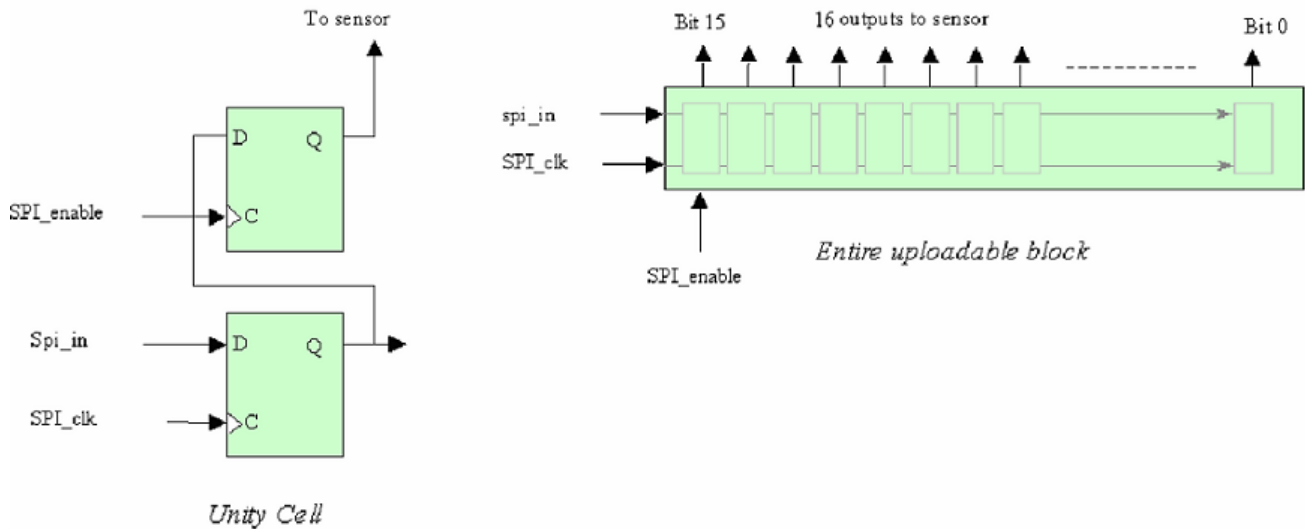 To sensor
D Q
SPI_enable
C
Spi_in
D Q
SPI_clk
C
Unity Cell
Bit 15
16 outputs to sensor
Bit 0
spi_in
SPI_clk
SPI_enable
Entire uploadable block